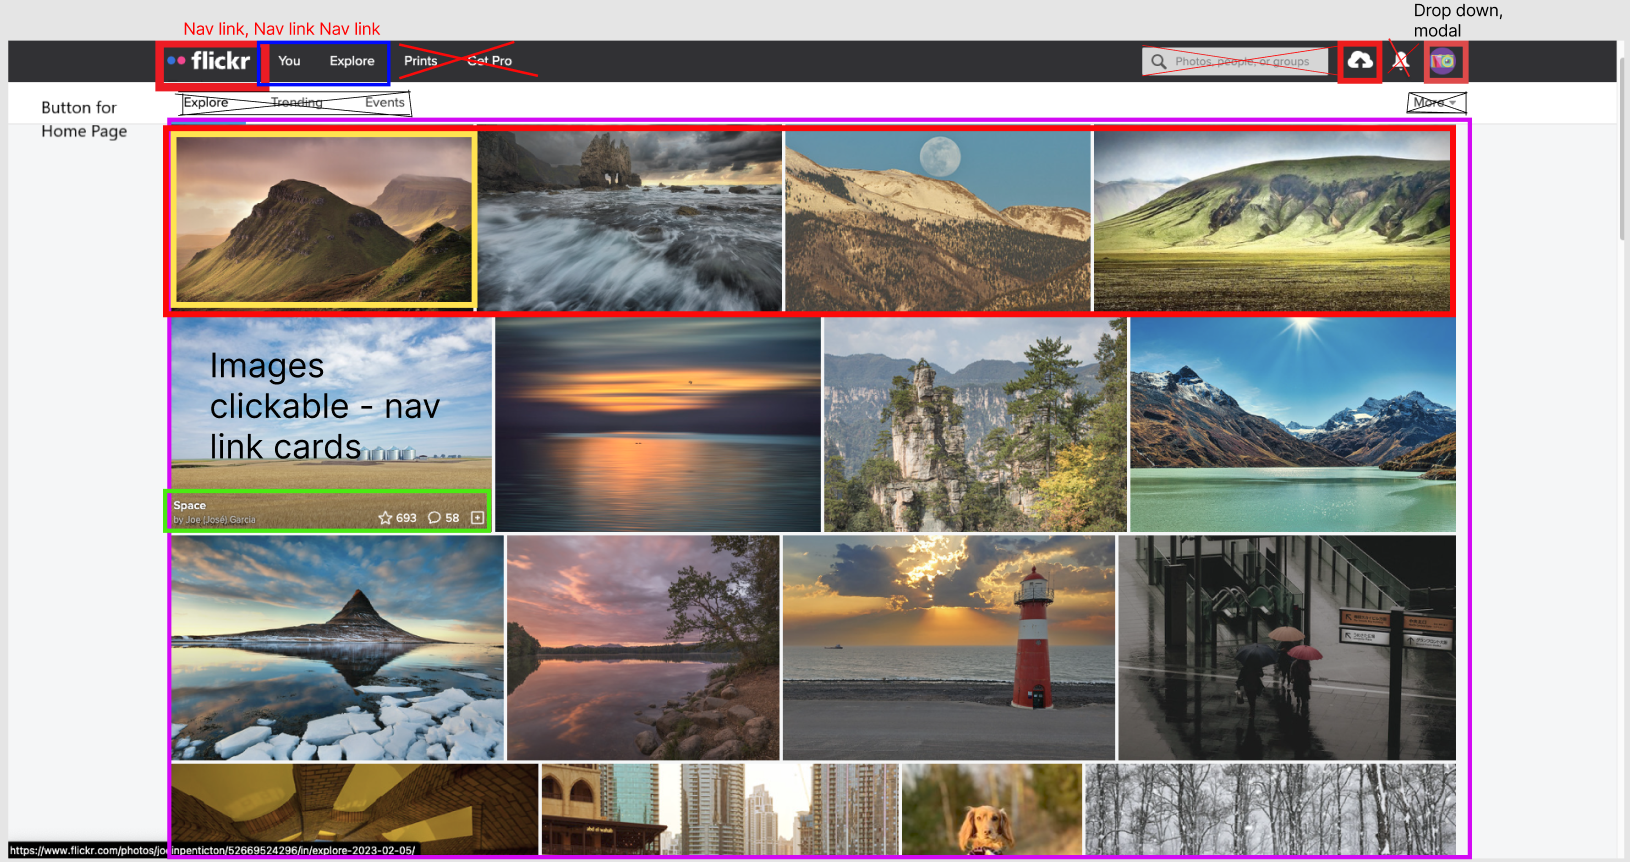 Drop down,
modal
Nav link, Nav link Nav link
flickr You Explore Prints Get Pro Photos, people, or groups
Button for
Home Page
Explore Trending Events More
Images
clickable - nav
link cards
Space
by Joe (José) Garcia
693 58
https://www.flickr.com/photos/joeinpenticton/52669524296/in/explore-2023-02-05/